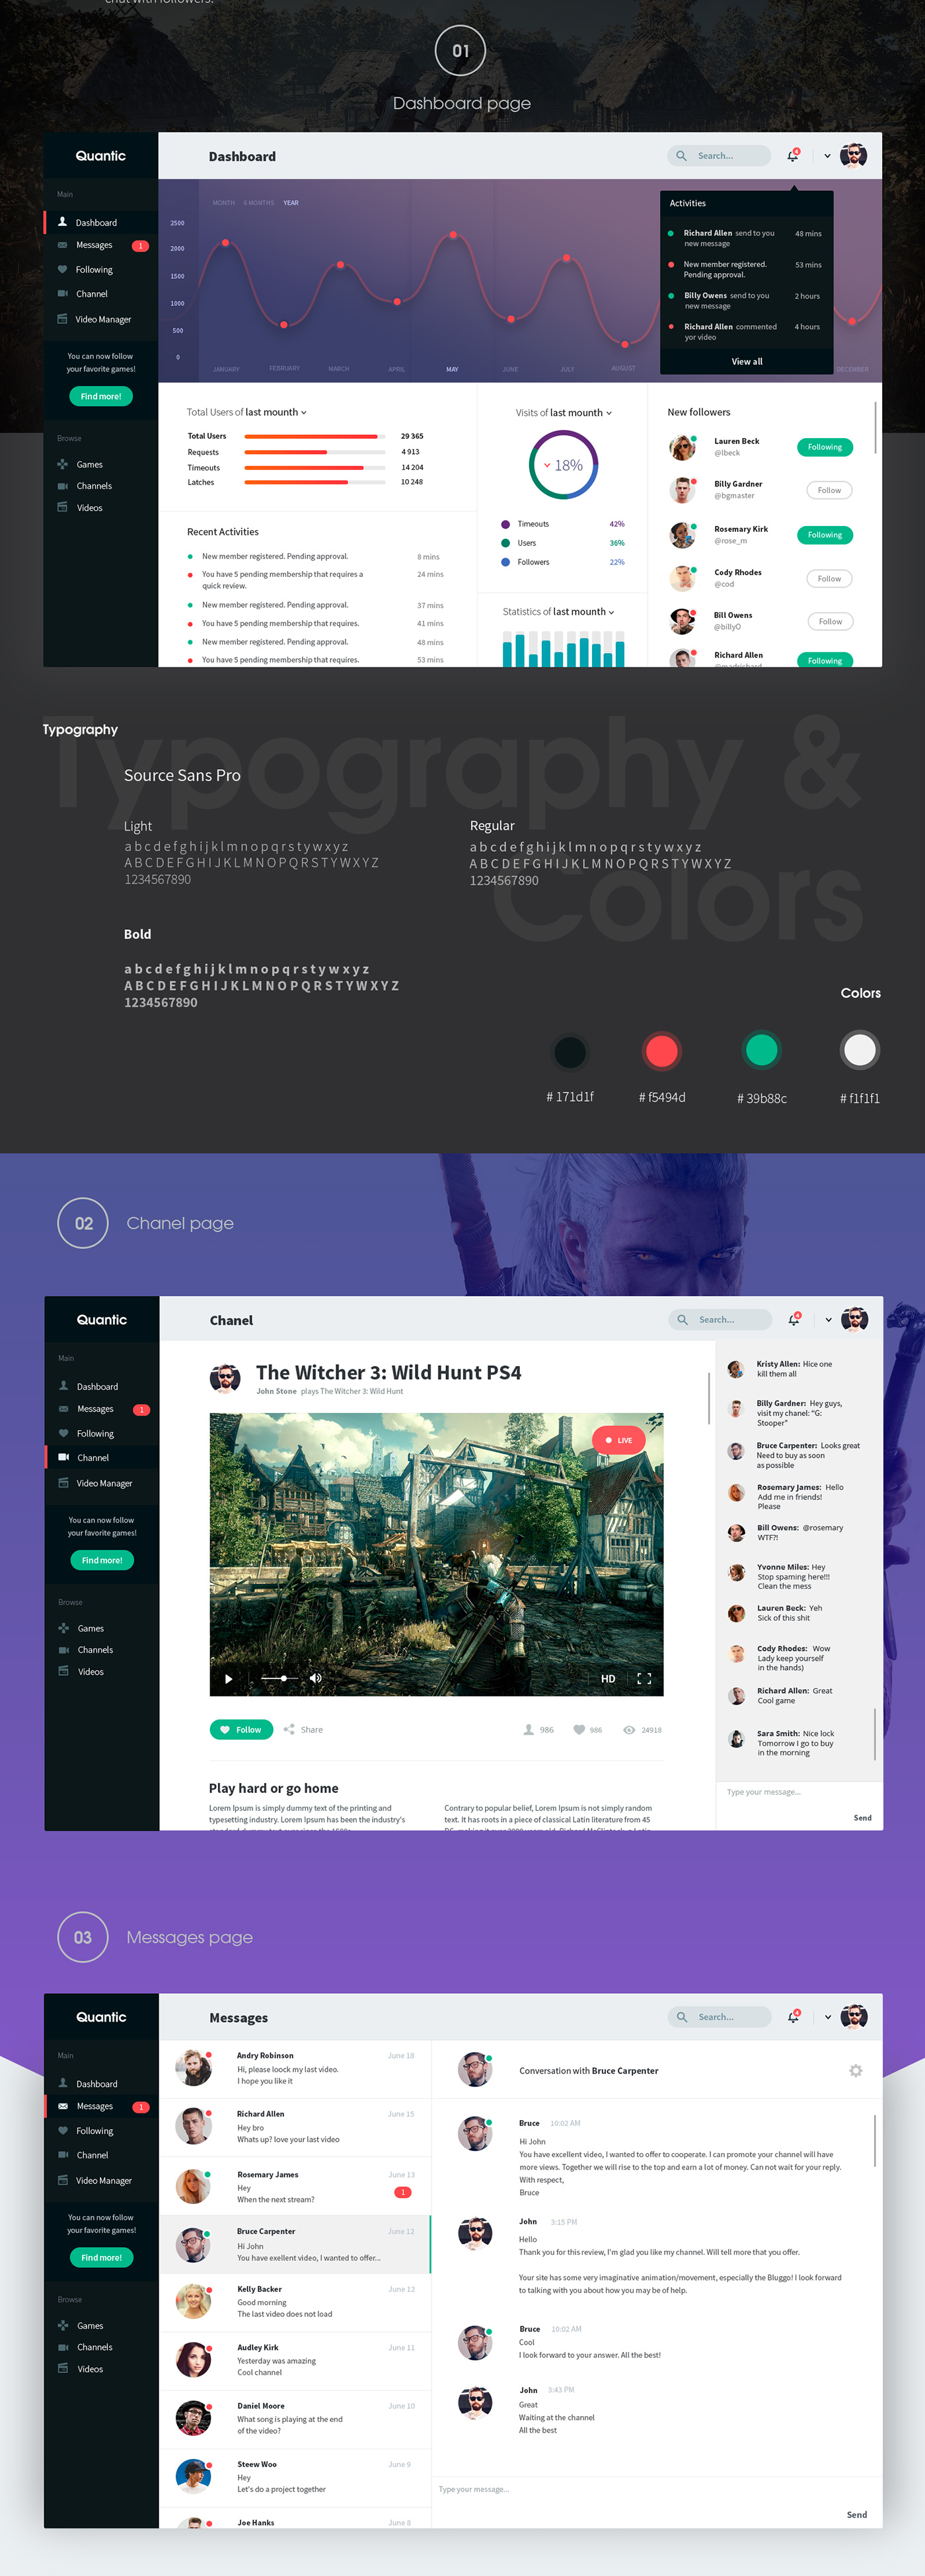 chat with followers.
01
Dashboard page
Quantic
Main
Dashboard
Messages 1
Following
Channel
Video Manager
You can now follow
your favorite games!
Find more!
Browse
Games
Channels
Videos
Dashboard
Search...
4
MONTH 6 MONTHS YEAR
2500
2000
1500
1000
500
0
JANUARY FEBRUARY MARCH APRIL MAY JUNE JULY AUGUST DECEMBER
Activities
Richard Allen send to you 48 mins
new message
New member registered. 53 mins
Pending approval.
Billy Owens send to you 2 hours
new message
Richard Allen commented 4 hours
yor video
View all
Total Users of last mounth
Total Users 29 365
Requests 4 913
Timeouts 14 204
Latches 10 248
Recent Activities
New member registered. Pending approval. 8 mins
You have 5 pending membership that requires a 24 mins
quick review.
New member registered. Pending approval. 37 mins
You have 5 pending membership that requires. 41 mins
New member registered. Pending approval. 48 mins
You have 5 pending membership that requires. 53 mins
Visits of last mounth
18%
Timeouts 42%
Users 36%
Followers 22%
Statistics of last mounth
New followers
Lauren Beck Following
@lbeck
Billy Gardner Follow
@bgmaster
Rosemary Kirk Following
@rose_m
Cody Rhodes Follow
@cod
Bill Owens Follow
@billyO
Richard Allen Following
@madrichard
Typography & Colors
Typography
Source Sans Pro
Light
abcdefghijklmnopqrstywxyz
ABCDEFGHIJKLMNOPQRSTYWXYZ
1234567890
Regular
abcdefghijklmnopqrstywxyz
ABCDEFGHIJKLMNOPQRSTYWXYZ
1234567890
Bold
abcdefghijklmnopqrstywxyz
ABCDEFGHIJKLMNOPQRSTYWXYZ
1234567890
Colors
# 171d1f # f5494d # 39b88c # f1f1f1
02
Chanel page
Quantic
Main
Dashboard
Messages 1
Following
Channel
Video Manager
You can now follow
your favorite games!
Find more!
Browse
Games
Channels
Videos
Chanel
Search...
4
The Witcher 3: Wild Hunt PS4
John Stone plays The Witcher 3: Wild Hunt
LIVE
HD
Follow Share 986 986 24918
Play hard or go home
Lorem Ipsum is simply dummy text of the printing and
typesetting industry. Lorem Ipsum has been the industry's
Contrary to popular belief, Lorem Ipsum is not simply random
text. It has roots in a piece of classical Latin literature from 45
Kristy Allen: Hice one
kill them all
Billy Gardner: Hey guys,
visit my chanel: "G:
Stooper"
Bruce Carpenter: Looks great
Need to buy as soon
as possible
Rosemary James: Hello
Add me in friends!
Please
Bill Owens: @rosemary
WTF?!
Yvonne Miles: Hey
Stop spaming here!!!
Clean the mess
Lauren Beck: Yeh
Sick of this shit
Cody Rhodes: Wow
Lady keep yourself
in the hands)
Richard Allen: Great
Cool game
Sara Smith: Nice lock
Tomorrow I go to buy
in the morning
Type your message...
Send
03
Messages page
Quantic
Main
Dashboard
Messages 1
Following
Channel
Video Manager
You can now follow
your favorite games!
Find more!
Browse
Games
Channels
Videos
Messages
Search...
4
Andry Robinson June 18
Hi, please loock my last video.
I hope you like it
Richard Allen June 15
Hey bro
Whats up? love your last video
Rosemary James June 13
Hey 1
When the next stream?
Bruce Carpenter June 12
Hi John
You have exellent video, I wanted to offer...
Kelly Backer June 12
Good morning
The last video does not load
Audley Kirk June 11
Yesterday was amazing
Cool channel
Daniel Moore June 10
What song is playing at the end
of the video?
Steew Woo June 9
Hey
Let's do a project together
Joe Hanks June 8
Conversation with Bruce Carpenter
Bruce 10:02 AM
Hi John
You have excellent video, I wanted to offer to cooperate. I can promote your channel will have
more views. Together we will rise to the top and earn a lot of money. Can not wait for your reply.
With respect,
Bruce
John 3:15 PM
Hello
Thank you for this review, I'm glad you like my channel. Will tell more that you offer.
Your site has some very imaginative animation/movement, especially the Bluggo! I look forward
to talking with you about how you may be of help.
Bruce 10:02 AM
Cool
I look forward to your answer. All the best!
John 3:43 PM
Great
Waiting at the channel
All the best
Type your message...
Send